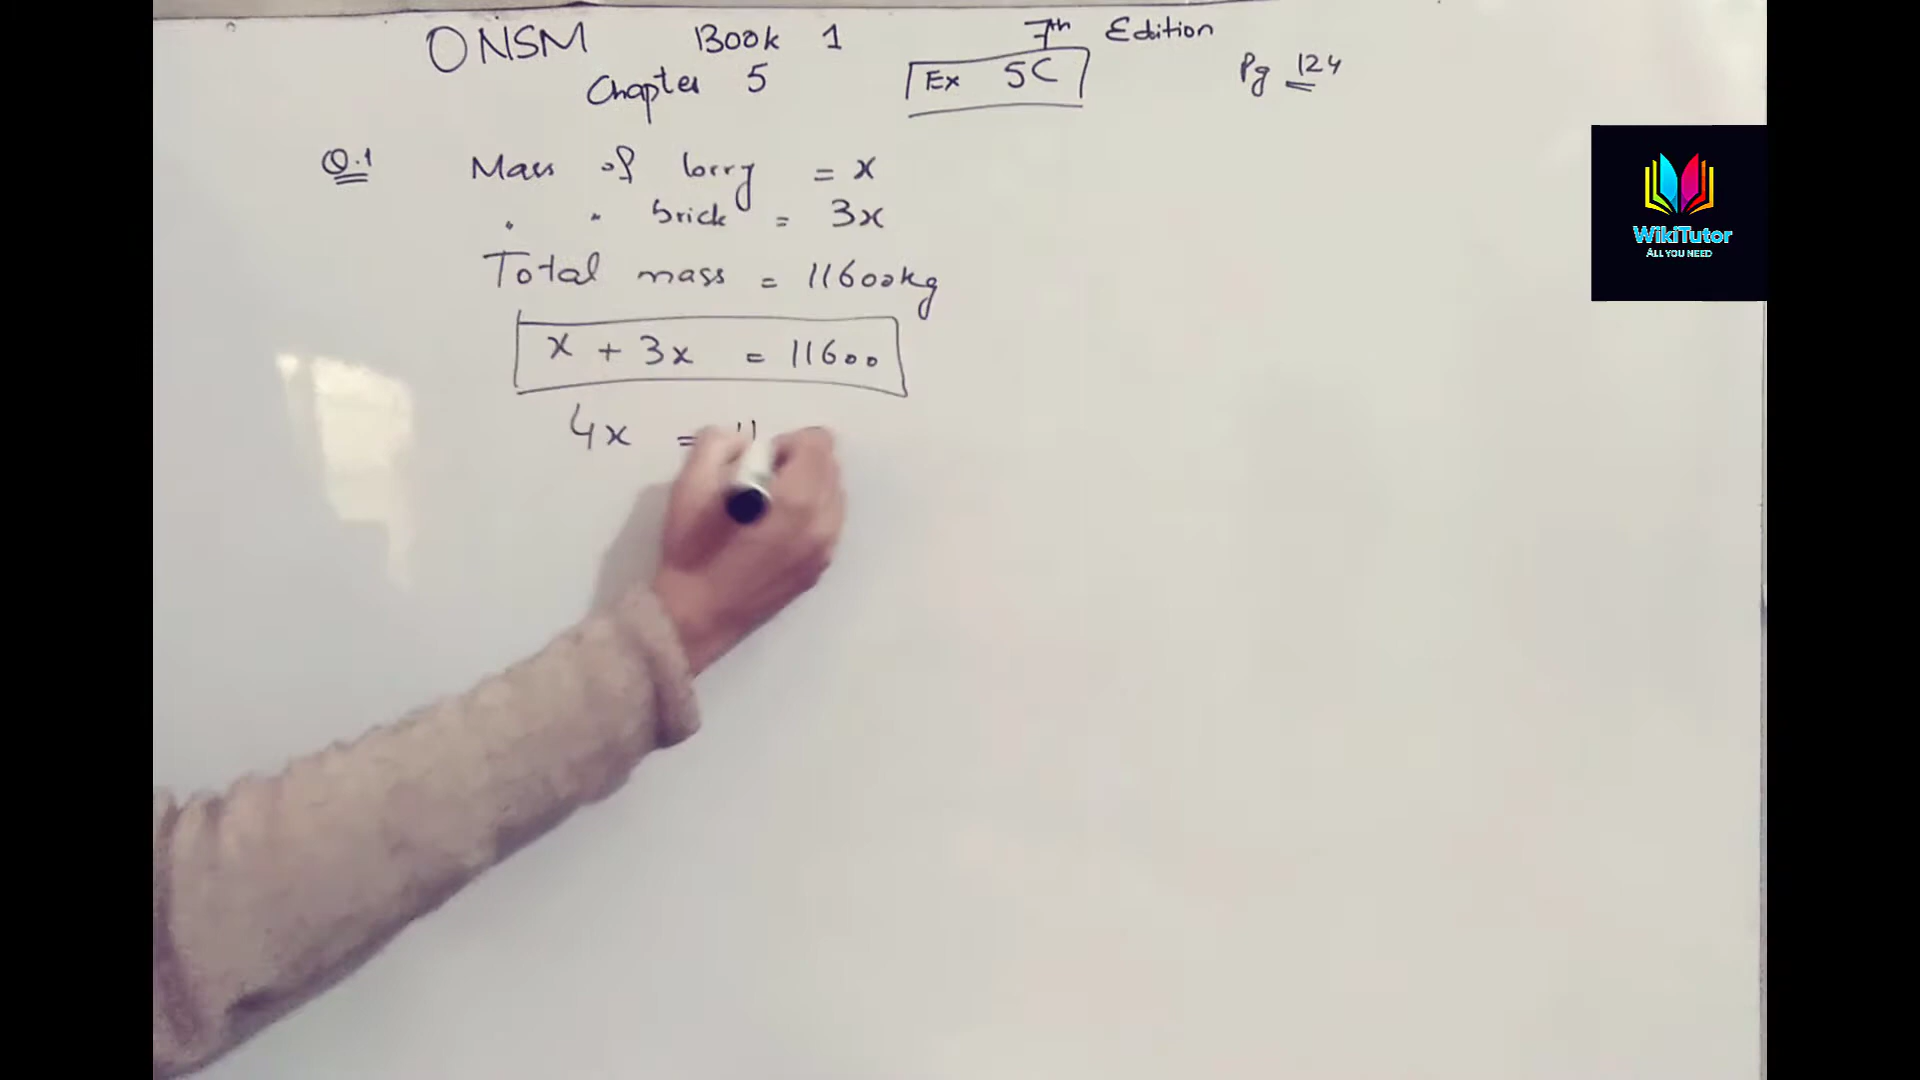 ONSM Book 1 7th Edition
Chapter 5 Ex 5C Pg 124
Q.1 Mass of lorry = x
" " brick = 3x
Total mass = 11600kg
x + 3x = 11600
4x = 11
WikiTutor
ALL YOU NEED